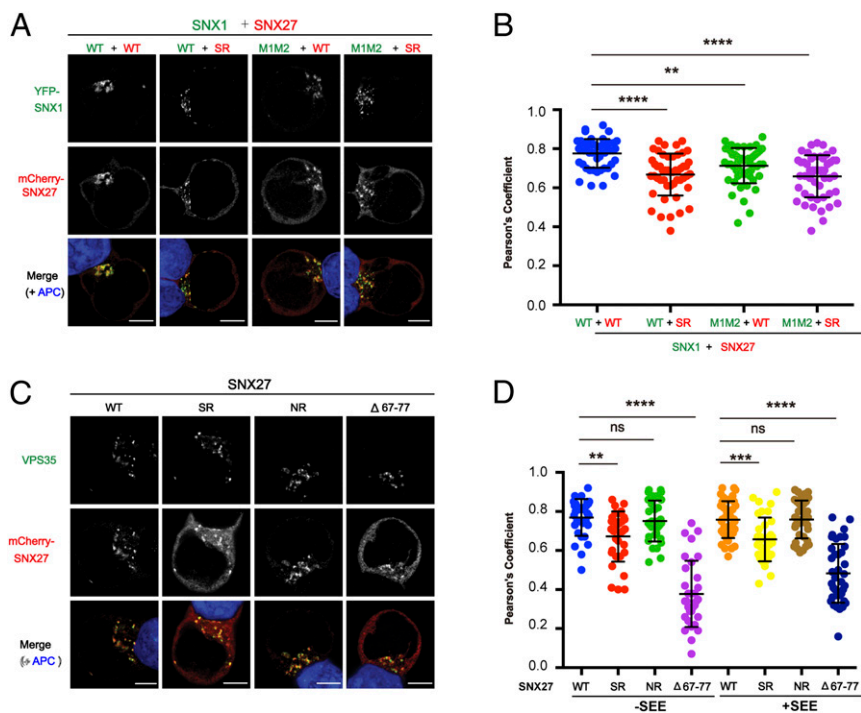 A
SNX1 + SNX27
WT + WT WT + SR M1M2 + WT M1M2 + SR
YFP-
SNX1
mCherry-
SNX27
Merge
(+ APC)
B
****
**
****
Pearson's Coefficient
1.0
0.8
0.6
0.4
0.2
0.0
WT + WT WT + SR M1M2 + WT M1M2 + SR
SNX1 + SNX27
C
SNX27
WT SR NR Δ 67-77
VPS35
mCherry-
SNX27
Merge
APC )
D
**** ****
ns ns
** ***
Pearson's Coefficient
1.0
0.8
0.6
0.4
0.2
0.0
SNX27 WT SR NR Δ 67-77 WT SR NR Δ 67-77
-SEE +SEE